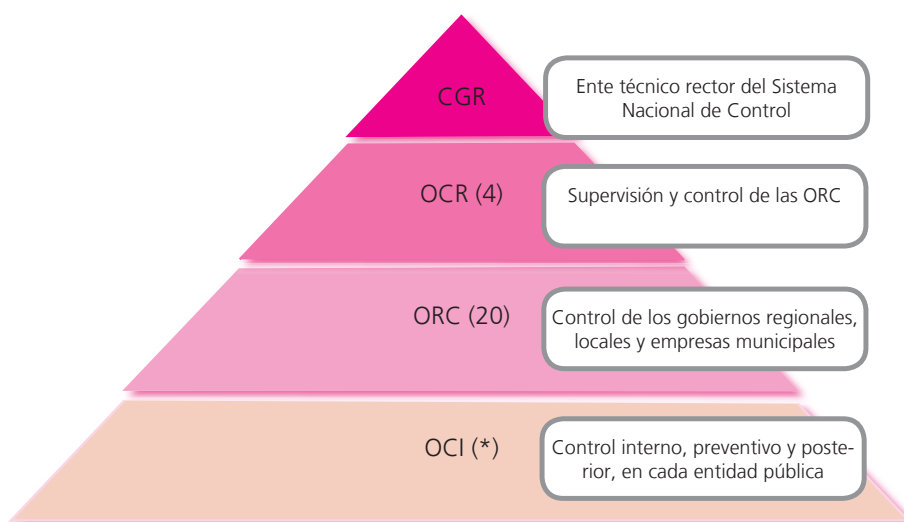 CGR
Ente técnico rector del Sistema
Nacional de Control
OCR (4)
Supervisión y control de las ORC
ORC (20)
Control de los gobiernos regionales,
locales y empresas municipales
OCI (*)
Control interno, preventivo y poste-
rior, en cada entidad pública